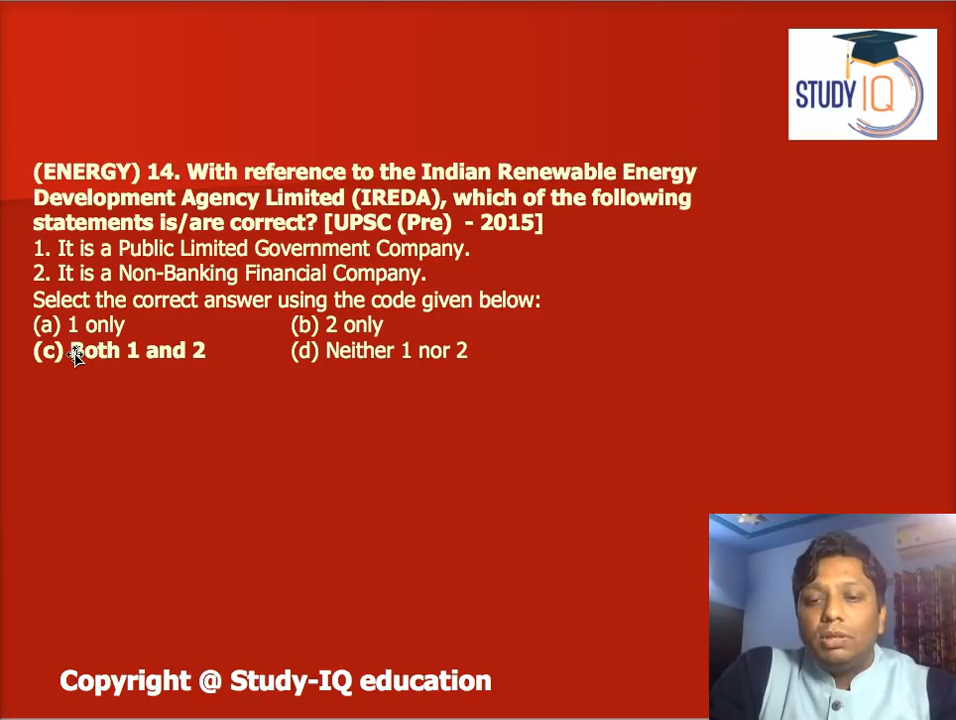 STUDY IQ
(ENERGY) 14. With reference to the Indian Renewable Energy
Development Agency Limited (IREDA), which of the following
statements is/are correct? [UPSC (Pre) - 2015]
1. It is a Public Limited Government Company.
2. It is a Non-Banking Financial Company.
Select the correct answer using the code given below:
(a) 1 only (b) 2 only
(c) Both 1 and 2 (d) Neither 1 nor 2
Copyright @ Study-IQ education